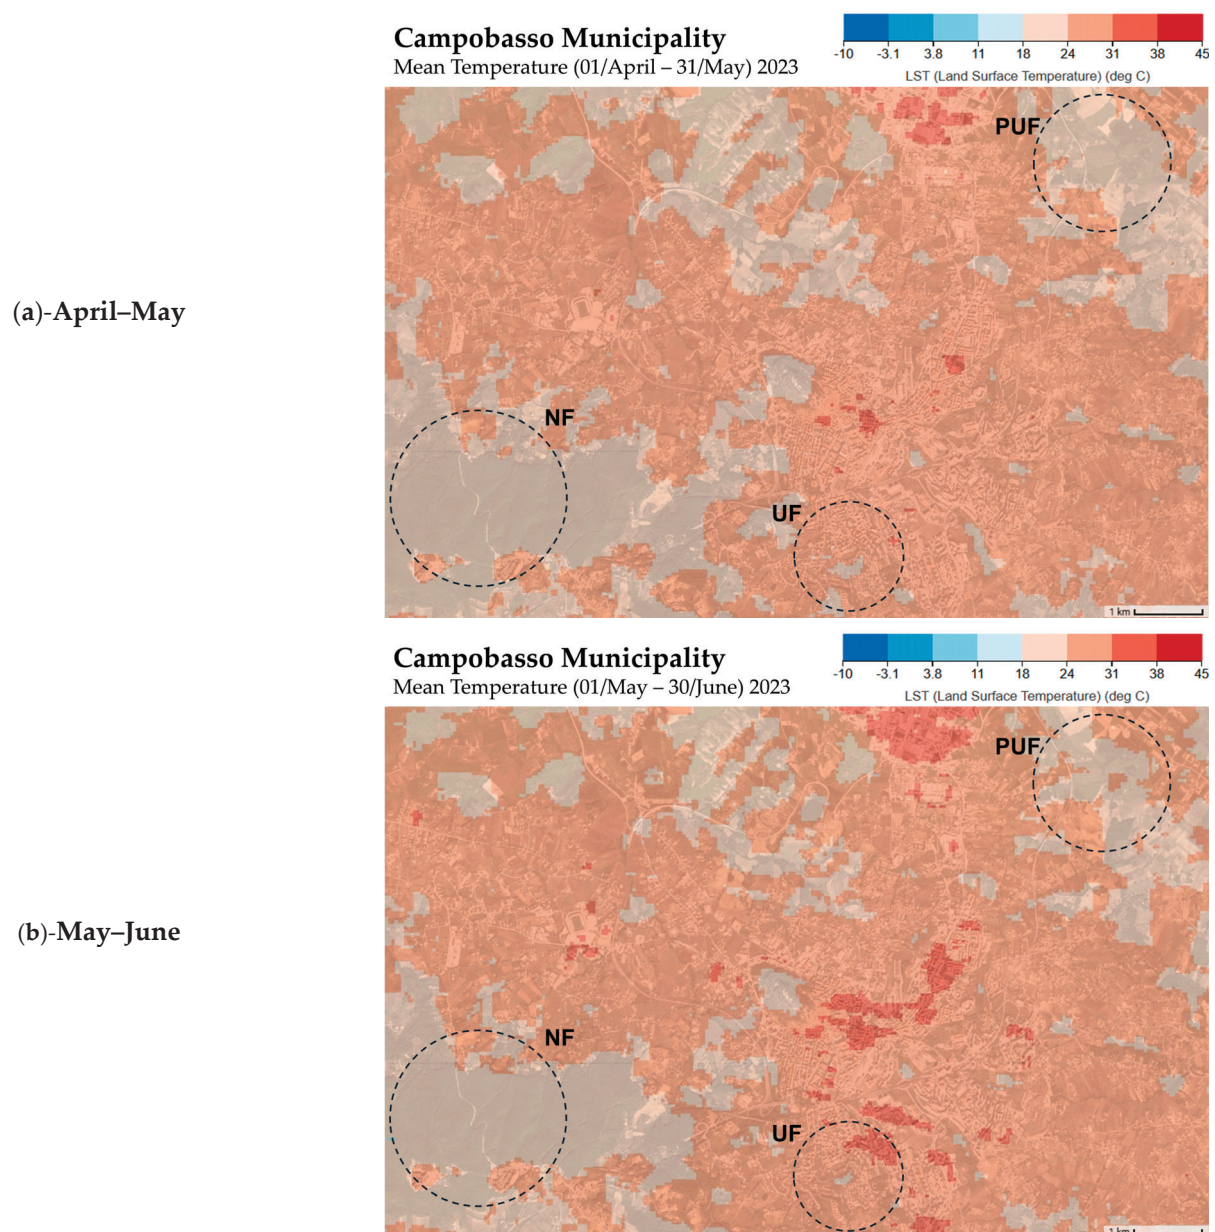 Campobasso Municipality
Mean Temperature (01/April – 31/May) 2023
-10 -3.1 3.8 11 18 24 31 38 45
LST (Land Surface Temperature) (deg C)
PUF
(a)-April–May
NF
UF
1 km
Campobasso Municipality
Mean Temperature (01/May – 30/June) 2023
-10 -3.1 3.8 11 18 24 31 38 45
LST (Land Surface Temperature) (deg C)
PUF
(b)-May–June
NF
UF
1 km